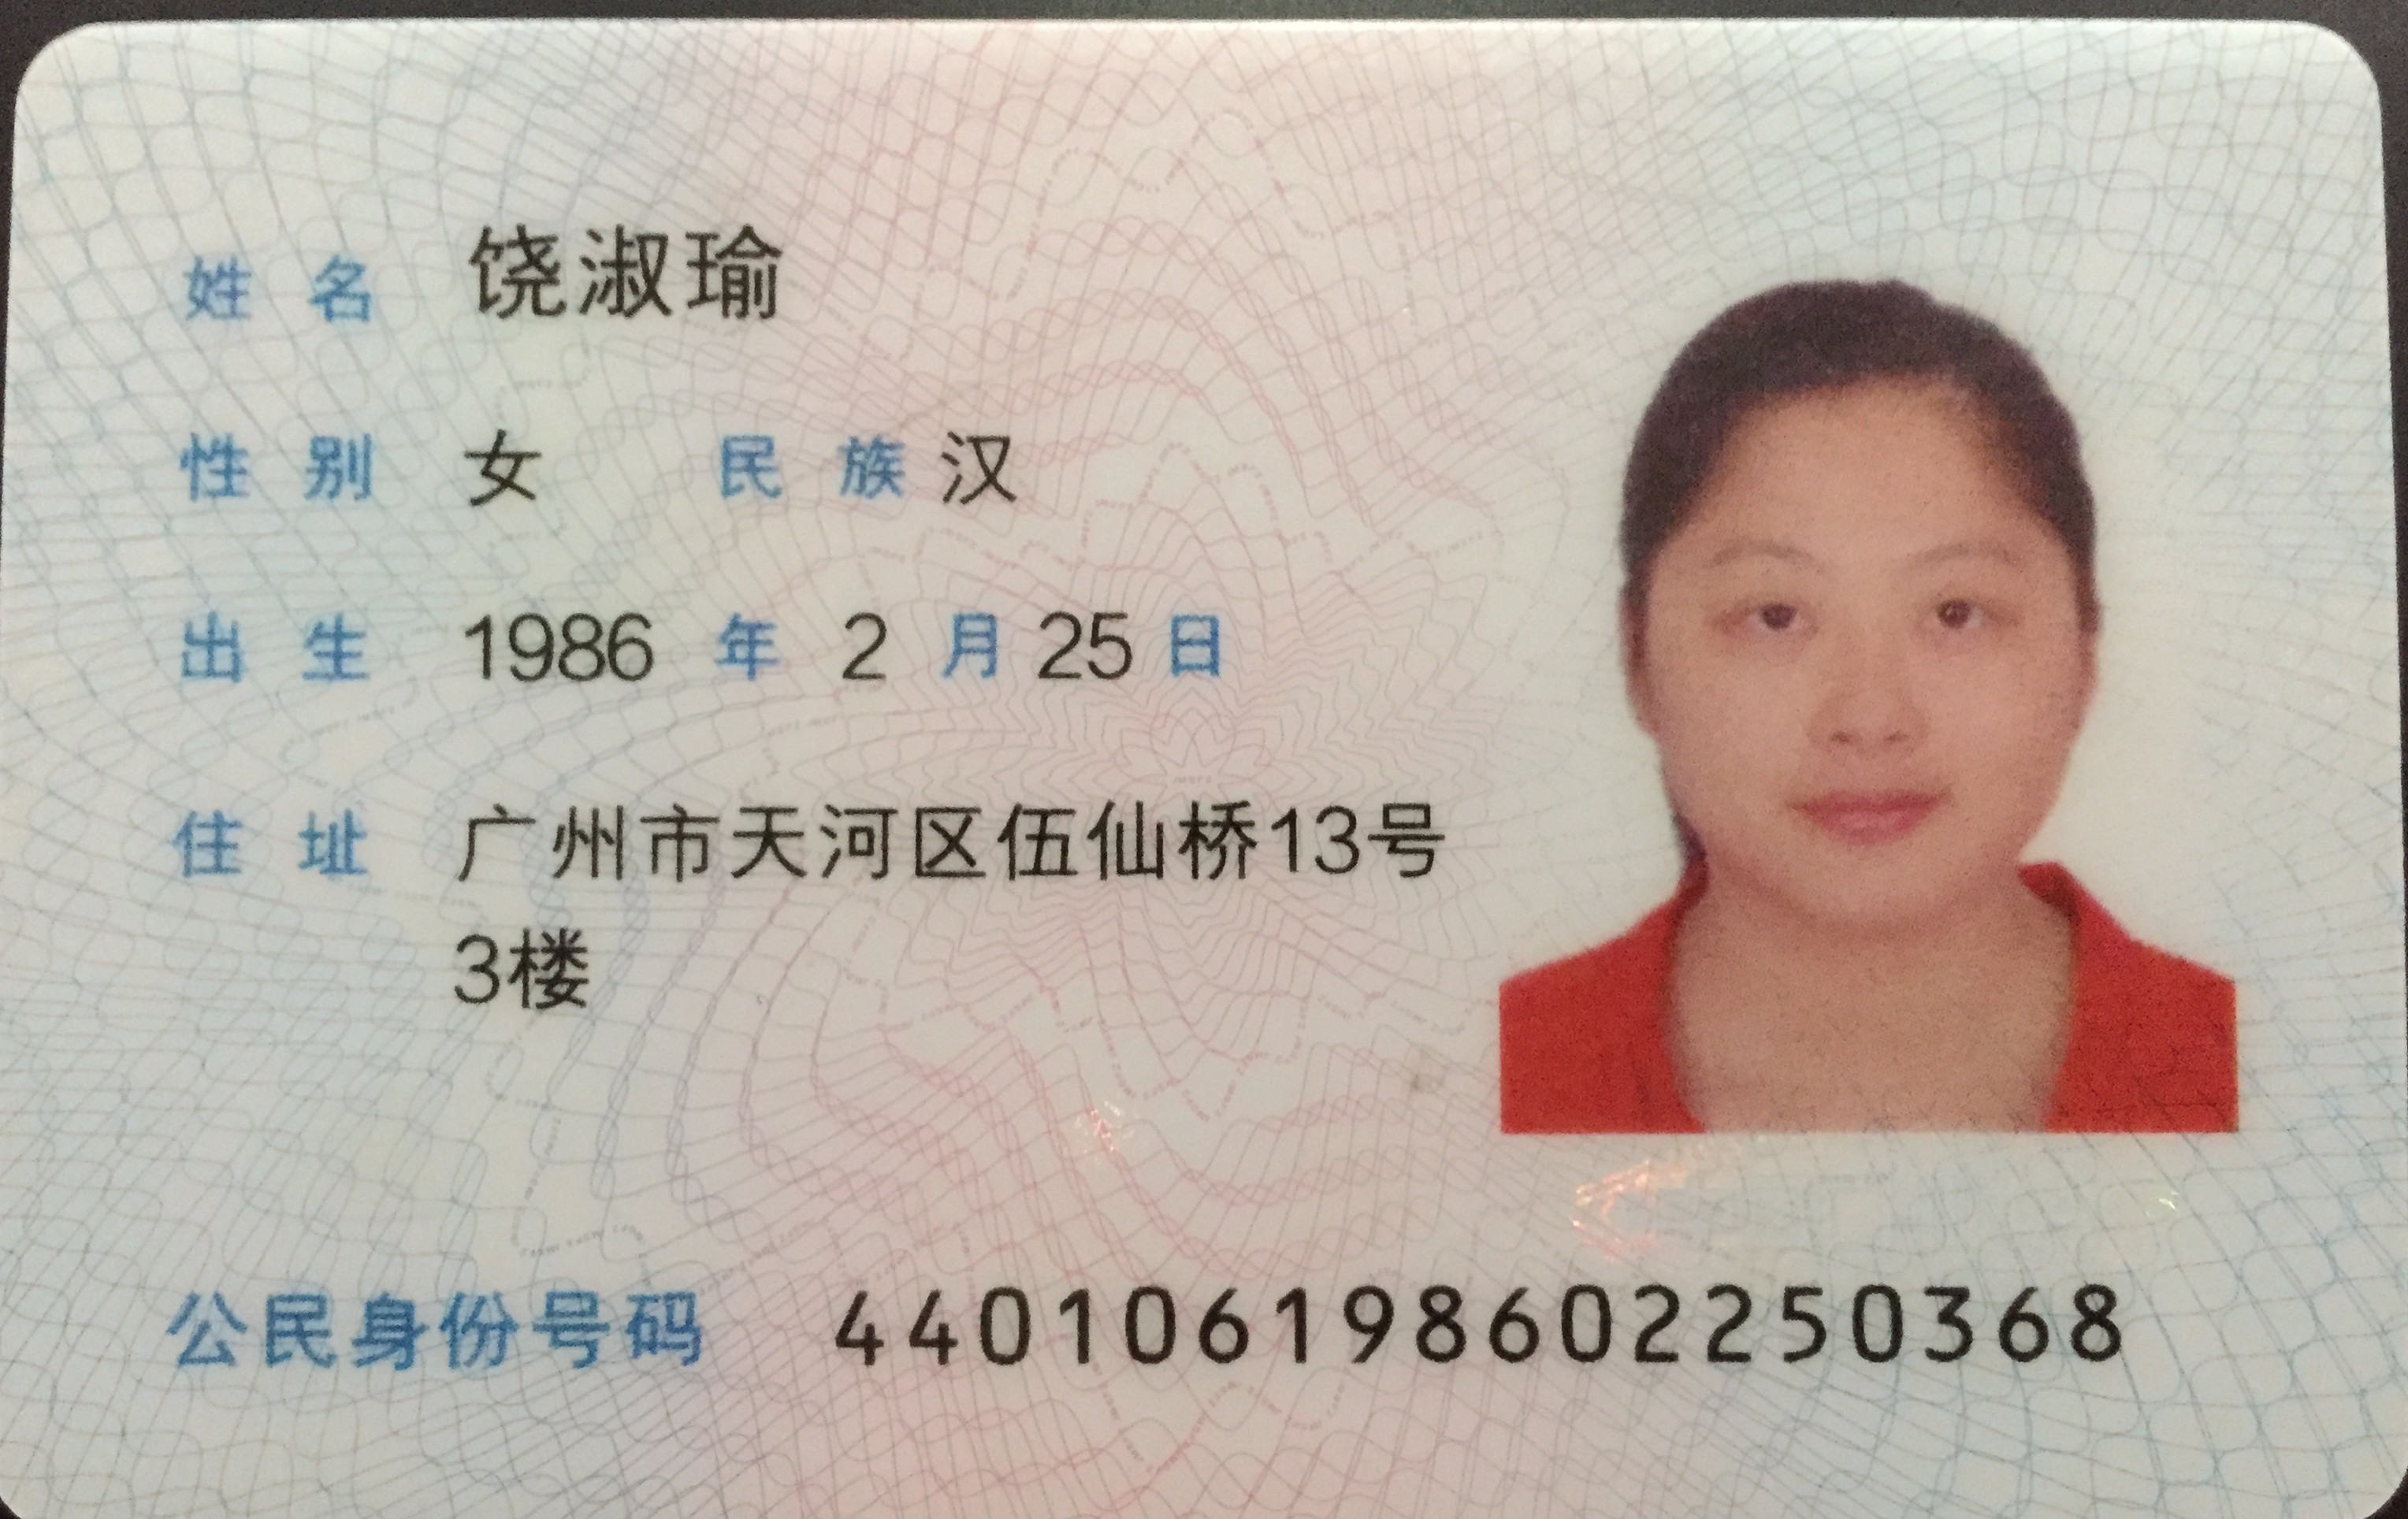 姓名 饶淑瑜
性别 女 民族 汉
出生 1986 年 2 月 25 日
住址 广州市天河区伍仙桥13号
3楼
公民身份号码 440106198602250368